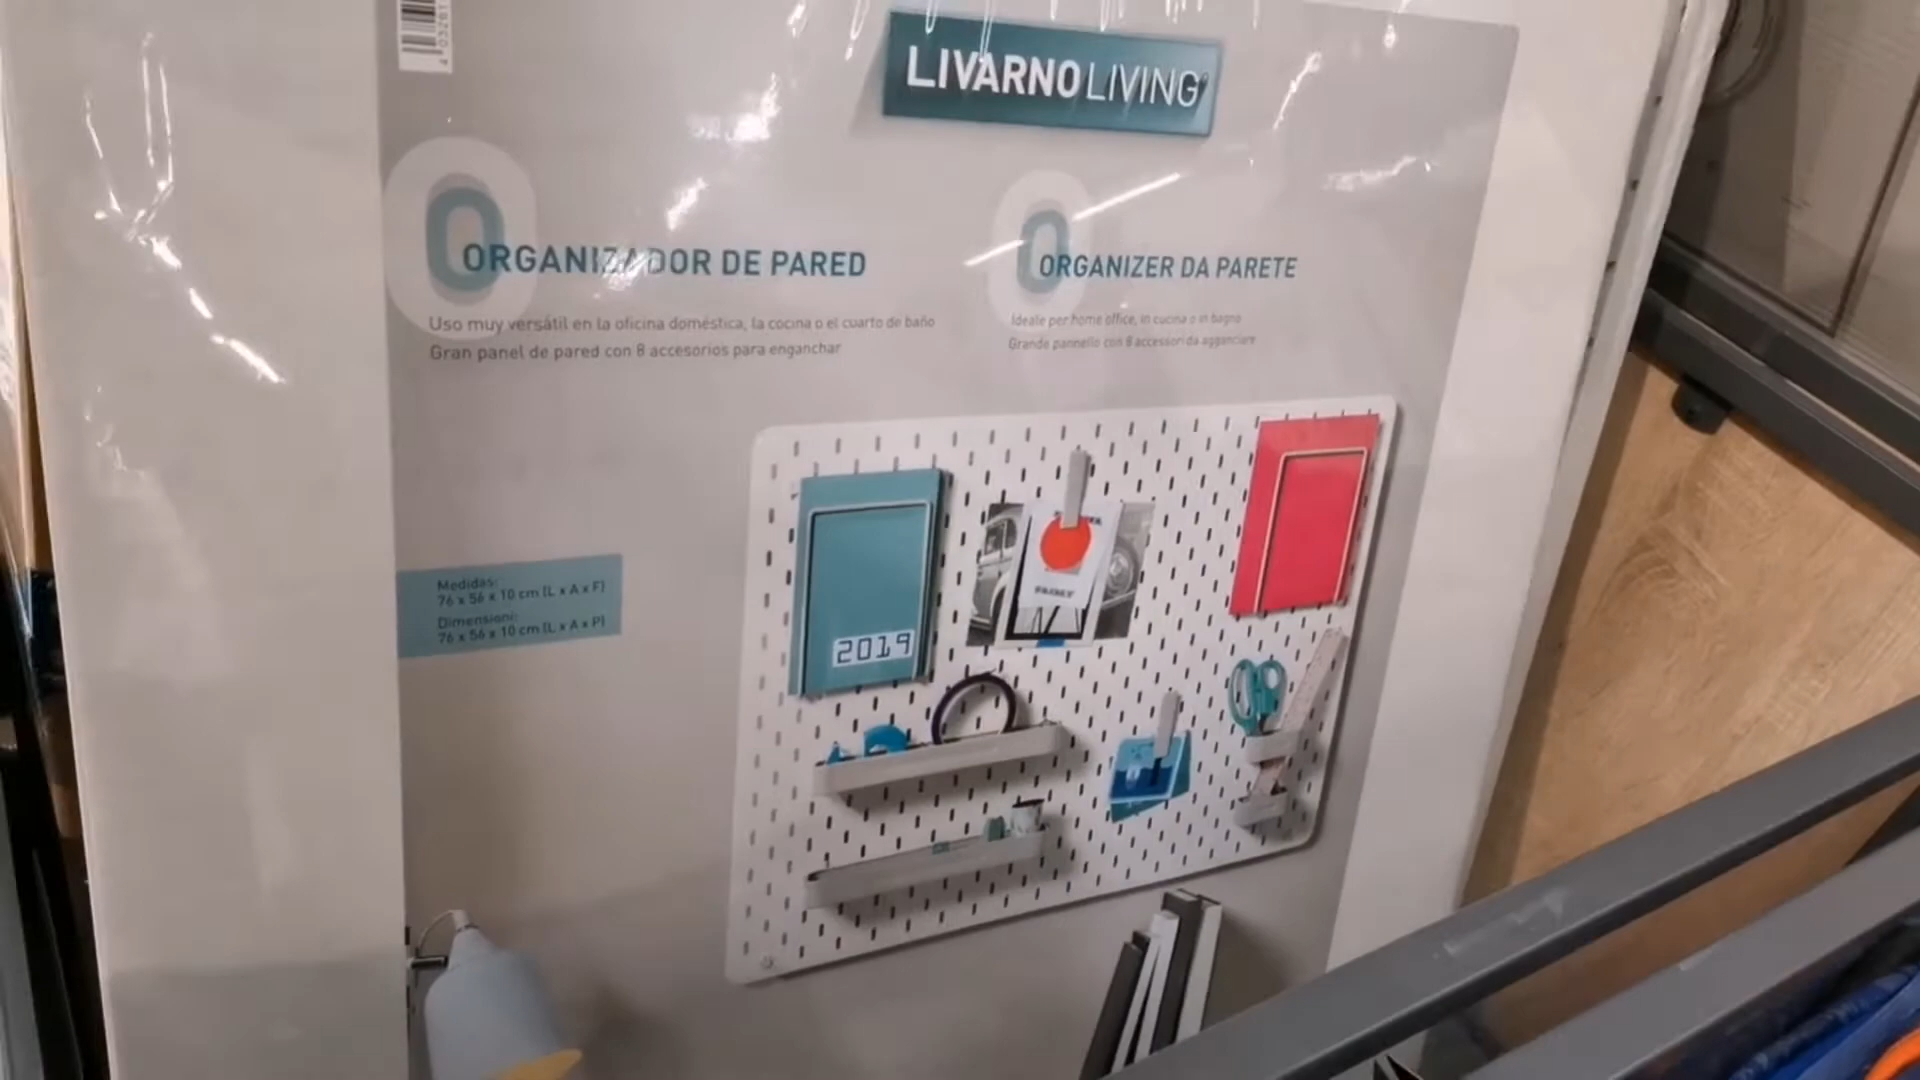 LIVARNO LIVING
ORGANIZADOR DE PARED
Uso muy versátil en la oficina doméstica, la cocina o el cuarto de baño
Gran panel de pared con 8 accesorios para enganchar
ORGANIZER DA PARETE
Ideale per home office, in cucina o in bagno
Grande pannello con 8 accessori da agganciare
Medidas:
76 x 56 x 10 cm (L x A x F)
Dimensioni:
76 x 56 x 10 cm (L x A x P)
2019